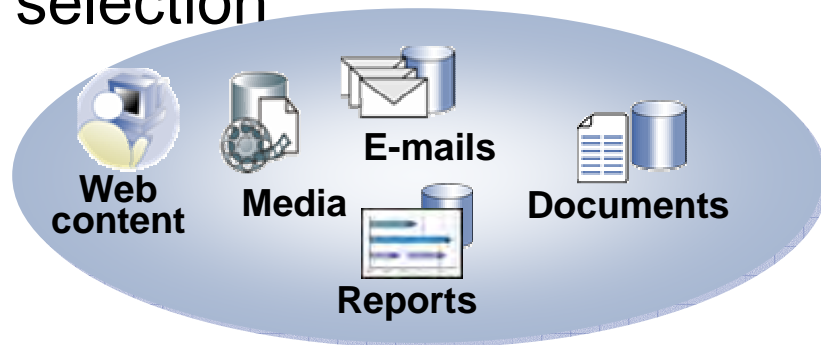 selection
E-mails
Web
content
Media
Documents
Reports